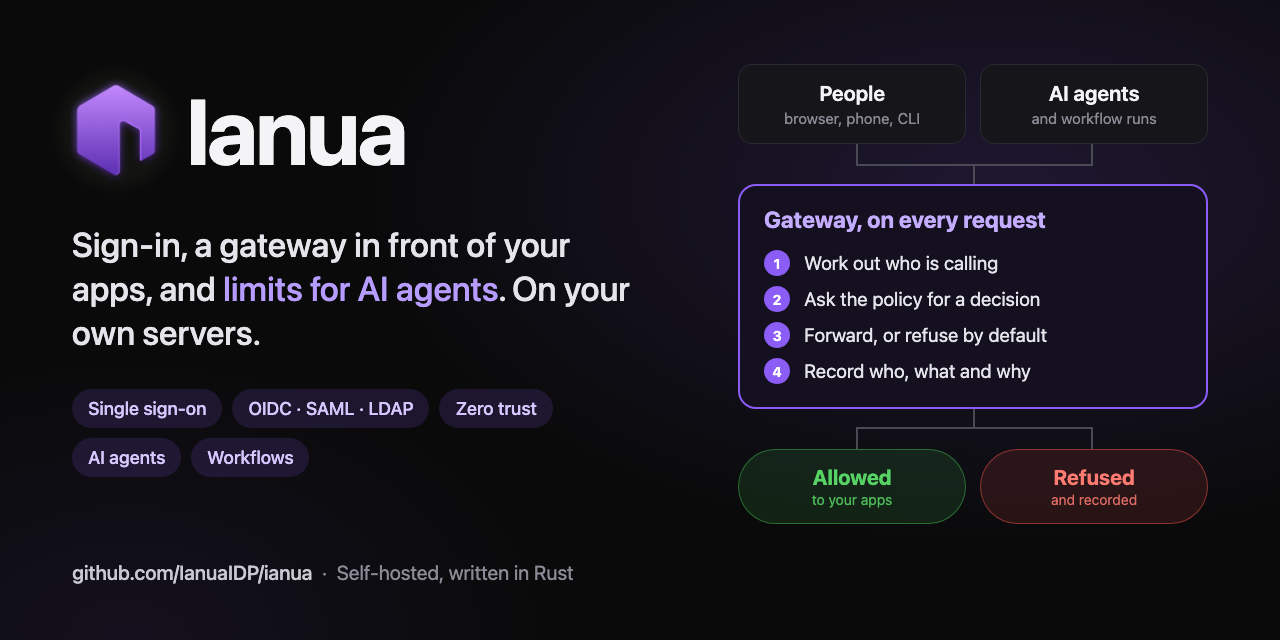 Ianua
Sign-in, a gateway in front of your
apps, and limits for AI agents. On your
own servers.
Single sign-on
OIDC · SAML · LDAP
Zero trust
AI agents
Workflows
github.com/IanuaIDP/ianua · Self-hosted, written in Rust
People
browser, phone, CLI
AI agents
and workflow runs
Gateway, on every request
1 Work out who is calling
2 Ask the policy for a decision
3 Forward, or refuse by default
4 Record who, what and why
Allowed
to your apps
Refused
and recorded